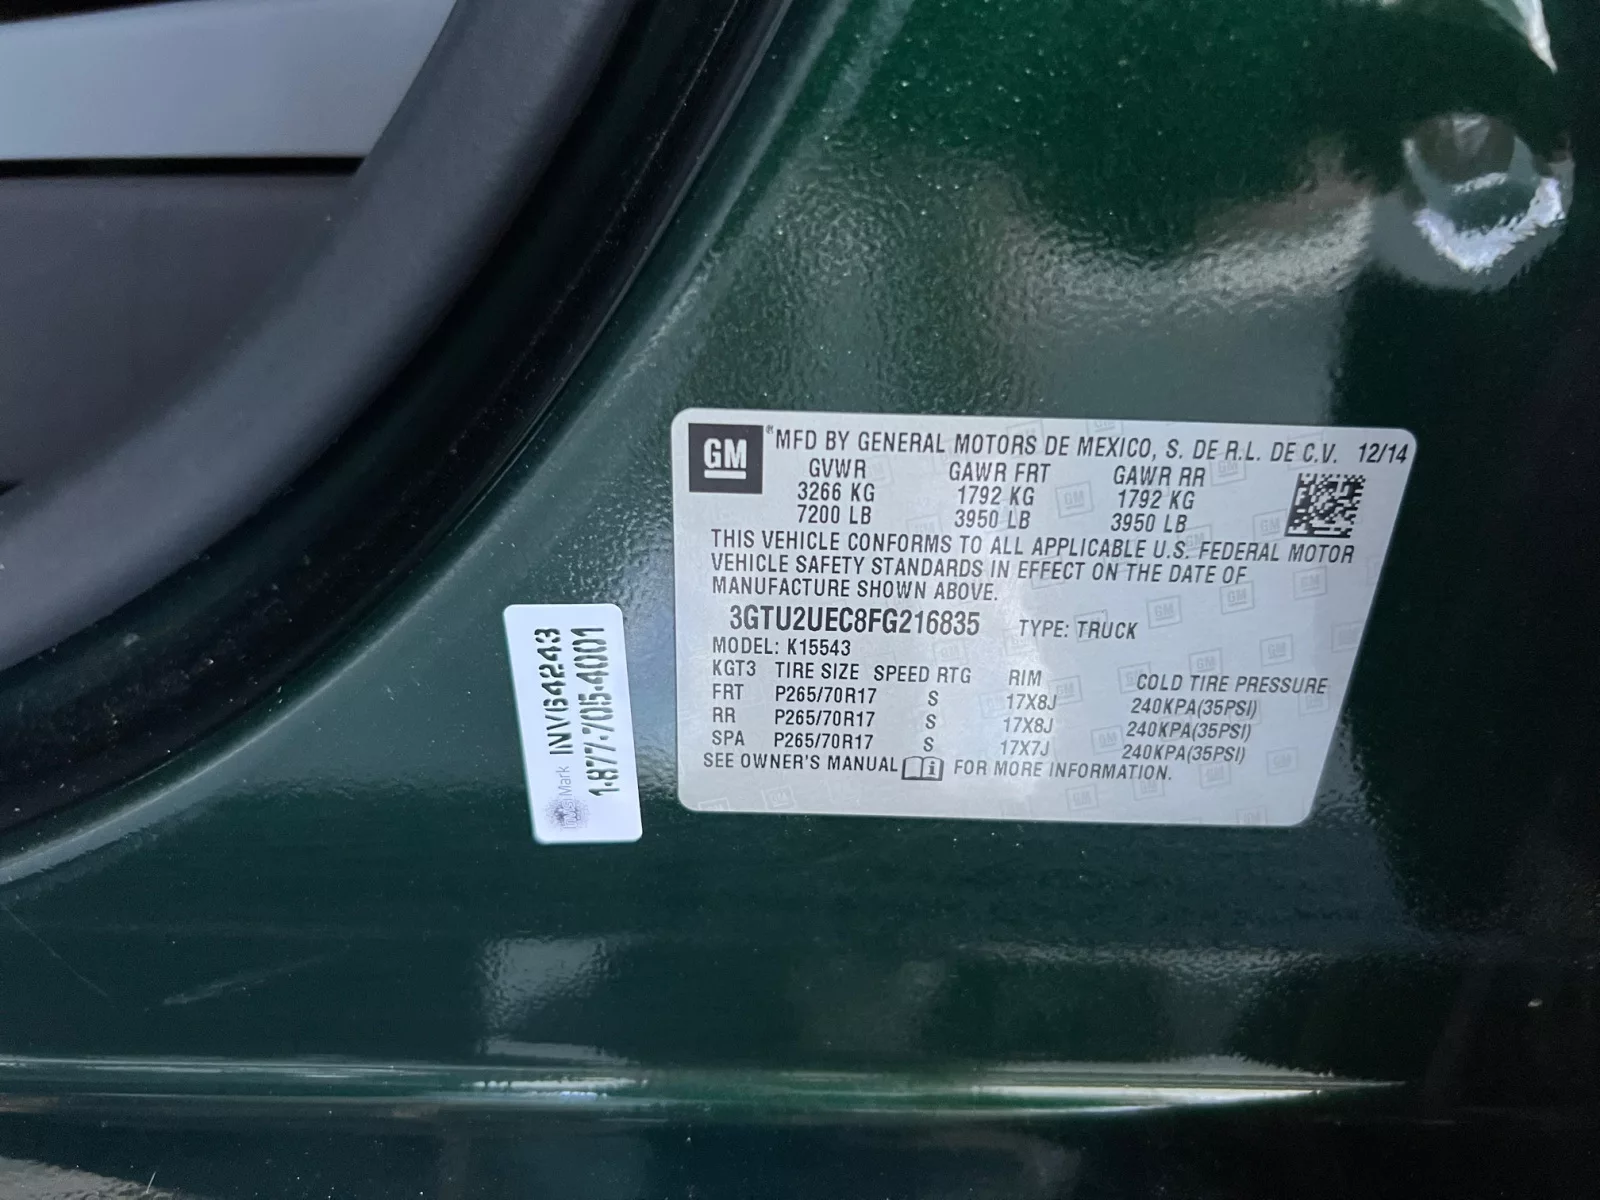 GM
MFD BY GENERAL MOTORS DE MEXICO, S. DE R.L. DE C.V. 12/14
GVWR GAWR FRT GAWR RR
3266 KG 1792 KG 1792 KG
7200 LB 3950 LB 3950 LB
THIS VEHICLE CONFORMS TO ALL APPLICABLE U.S. FEDERAL MOTOR
VEHICLE SAFETY STANDARDS IN EFFECT ON THE DATE OF
MANUFACTURE SHOWN ABOVE.
3GTU2UEC8FG216835 TYPE: TRUCK
MODEL: K15543
KGT3 TIRE SIZE SPEED RTG RIM COLD TIRE PRESSURE
FRT P265/70R17 S 17X8J 240KPA(35PSI)
RR P265/70R17 S 17X8J 240KPA(35PSI)
SPA P265/70R17 S 17X7J 240KPA(35PSI)
SEE OWNER'S MANUAL FOR MORE INFORMATION.
INV64243
1-877-705-4001